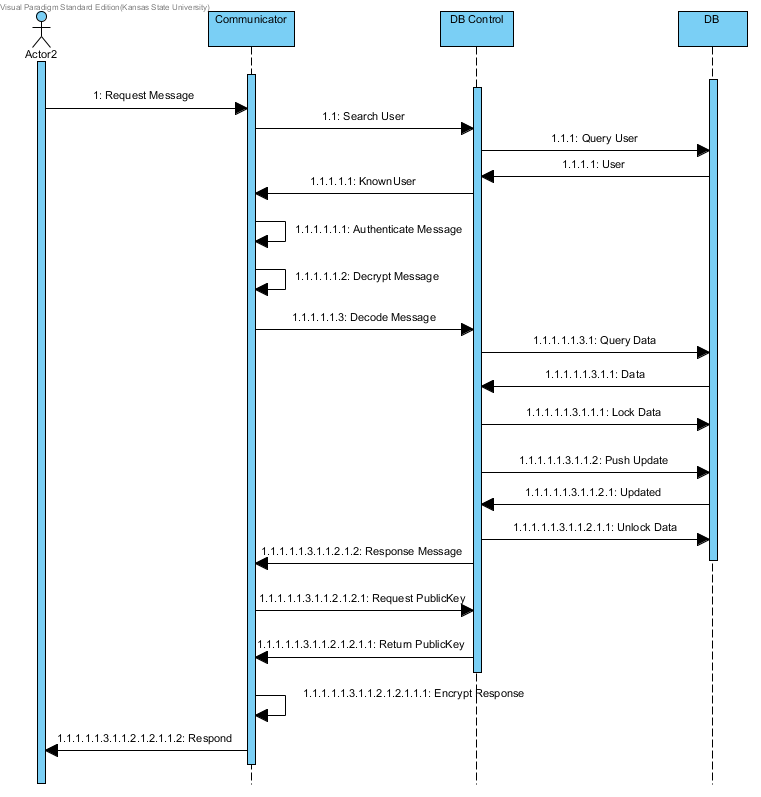 Visual Paradigm Standard Edition(Kansas State University)
Communicator
DB Control
DB
Actor2
1: Request Message
1.1: Search User
1.1.1: Query User
1.1.1.1: User
1.1.1.1.1: KnownUser
1.1.1.1.1.1: Authenticate Message
1.1.1.1.1.2: Decrypt Message
1.1.1.1.1.3: Decode Message
1.1.1.1.1.3.1: Query Data
1.1.1.1.1.3.1.1: Data
1.1.1.1.1.3.1.1.1: Lock Data
1.1.1.1.1.3.1.1.2: Push Update
1.1.1.1.1.3.1.1.2.1: Updated
1.1.1.1.1.3.1.1.2.1.1: Unlock Data
1.1.1.1.1.3.1.1.2.1.2: Response Message
1.1.1.1.1.3.1.1.2.1.2.1: Request PublicKey
1.1.1.1.1.3.1.1.2.1.2.1.1: Return PublicKey
1.1.1.1.1.3.1.1.2.1.2.1.1.1: Encrypt Response
1.1.1.1.1.3.1.1.2.1.2.1.1.2: Respond